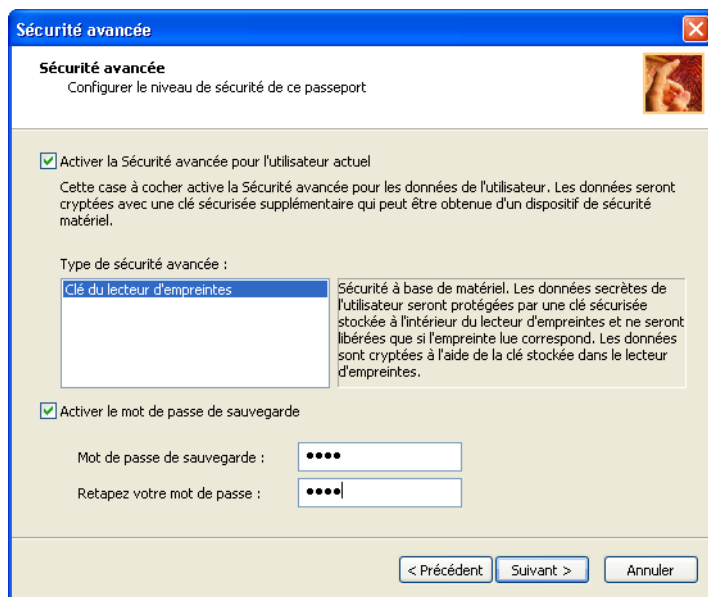 Sécurité avancée
Sécurité avancée
Configurer le niveau de sécurité de ce passeport
Activer la Sécurité avancée pour l'utilisateur actuel
Cette case à cocher active la Sécurité avancée pour les données de l'utilisateur. Les données seront
cryptées avec une clé sécurisée supplémentaire qui peut être obtenue d'un dispositif de sécurité
matériel.
Type de sécurité avancée :
Clé du lecteur d'empreintes
Sécurité à base de matériel. Les données secrètes de
l'utilisateur seront protégées par une clé sécurisée
stockée à l'intérieur du lecteur d'empreintes et ne seront
libérées que si l'empreinte lue correspond. Les données
sont cryptées à l'aide de la clé stockée dans le lecteur
d'empreintes.
Activer le mot de passe de sauvegarde
Mot de passe de sauvegarde : ••••
Retapez votre mot de passe : ••••
< Précédent Suivant > Annuler